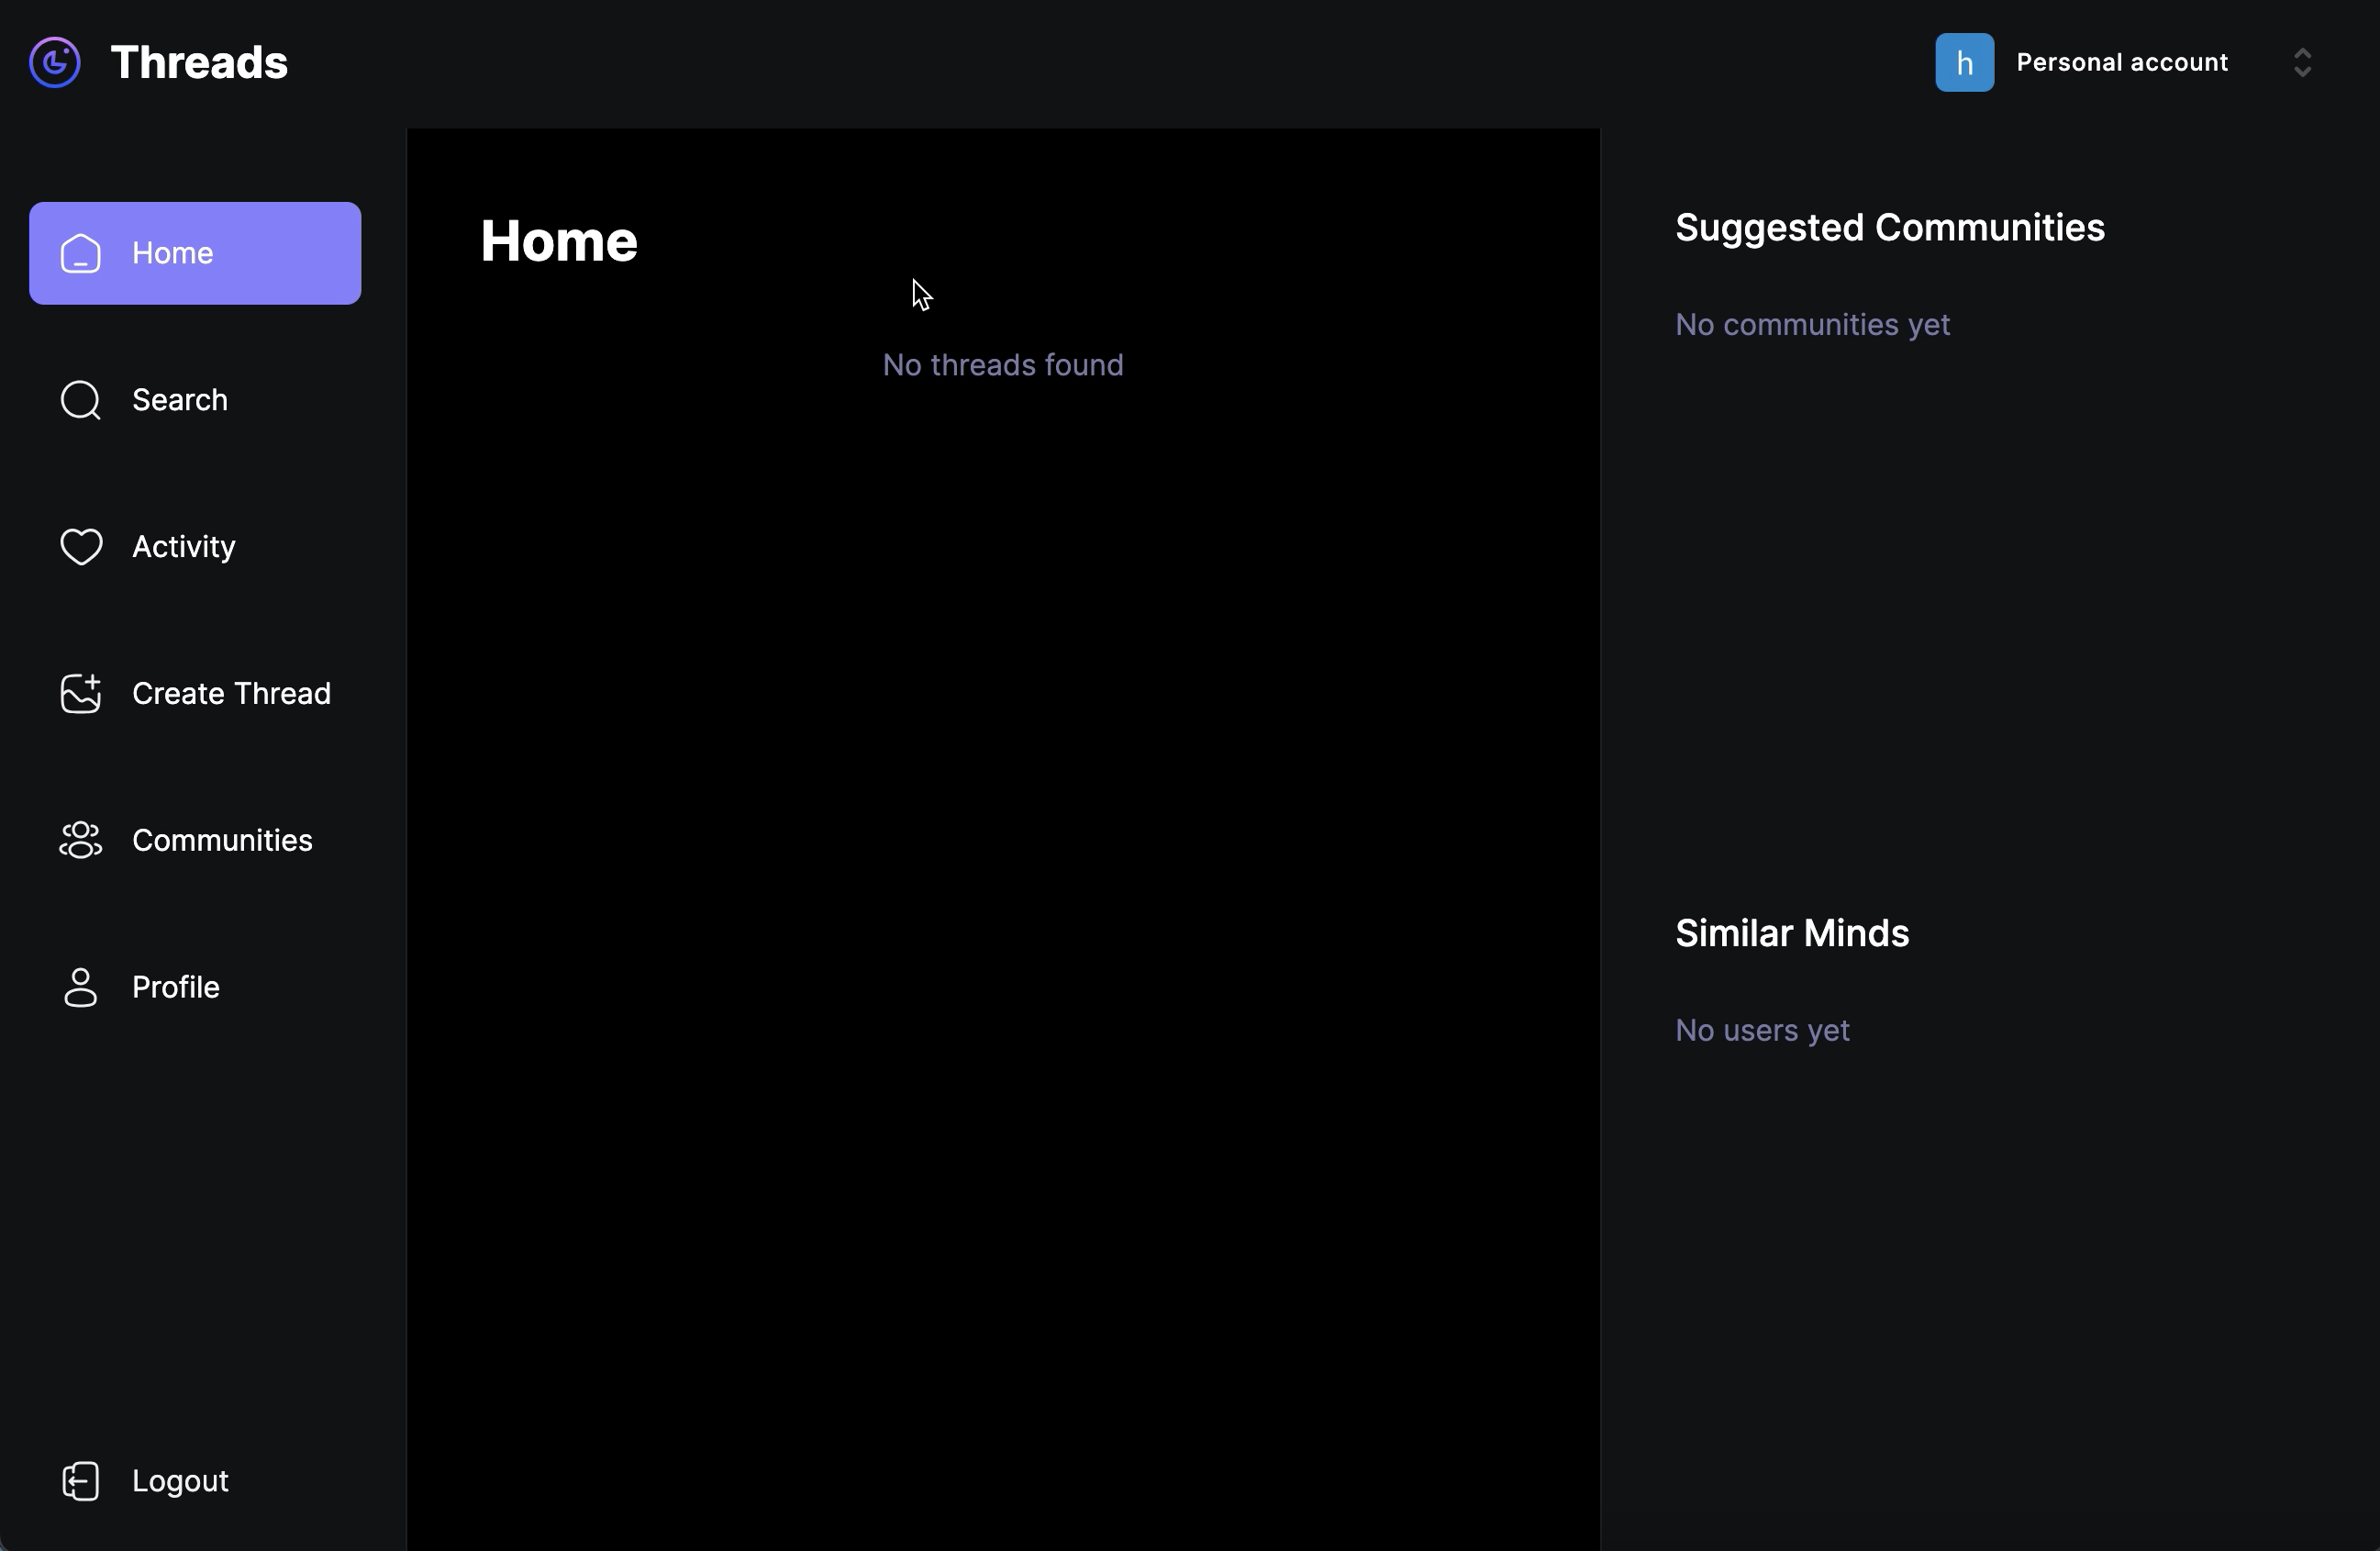 Threads
h
Personal account
Home
Search
Activity
Create Thread
Communities
Profile
Logout
Home
No threads found
Suggested Communities
No communities yet
Similar Minds
No users yet